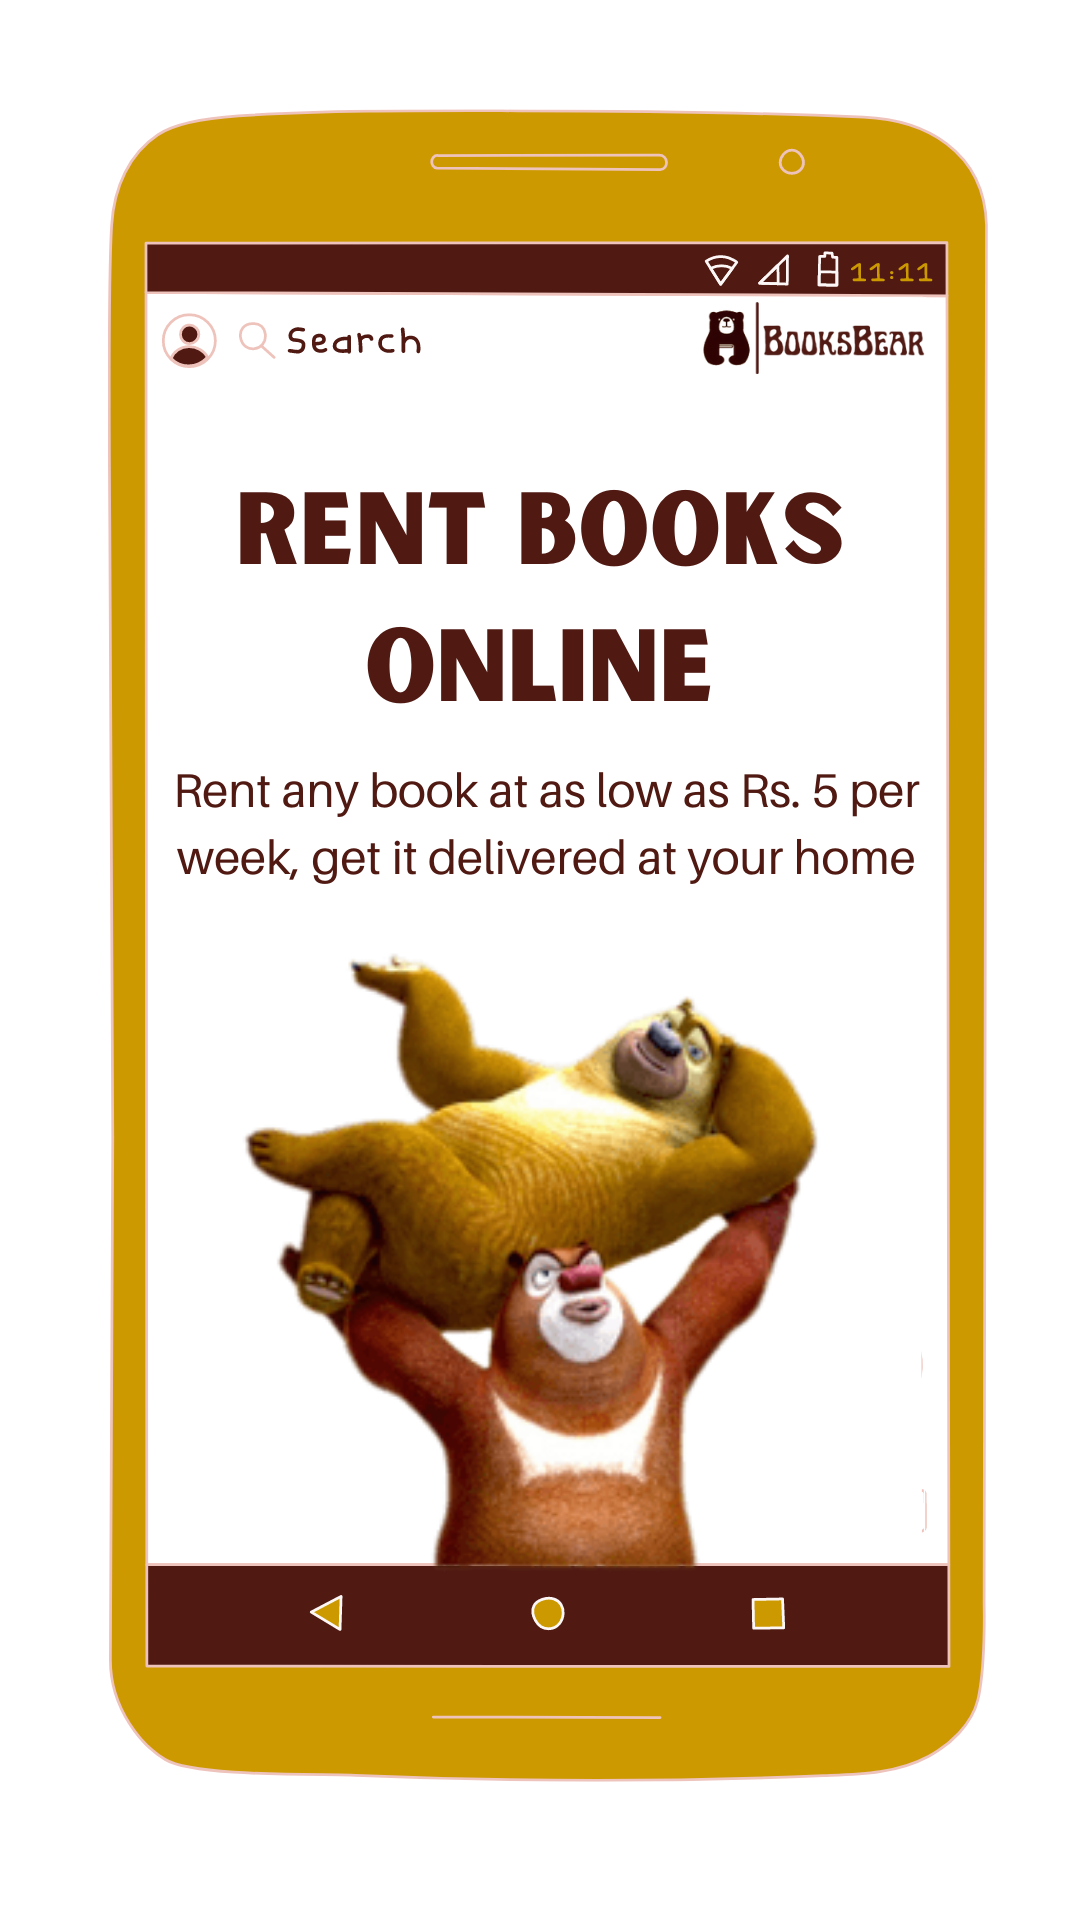 11:11
Search
BOOKSBEAR
RENT BOOKS
ONLINE
Rent any book at as low as Rs. 5 per
week, get it delivered at your home